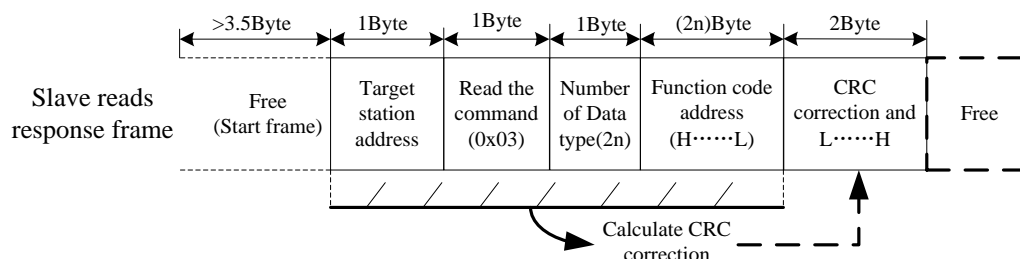 >3.5Byte
1Byte
1Byte
1Byte
(2n)Byte
2Byte
Slave reads
response frame
Free
(Start frame)
Target
station
address
Read the
command
(0x03)
Number
of Data
type(2n)
Function code
address
(H······L)
CRC
correction and
L······H
Free
Calculate CRC
correction